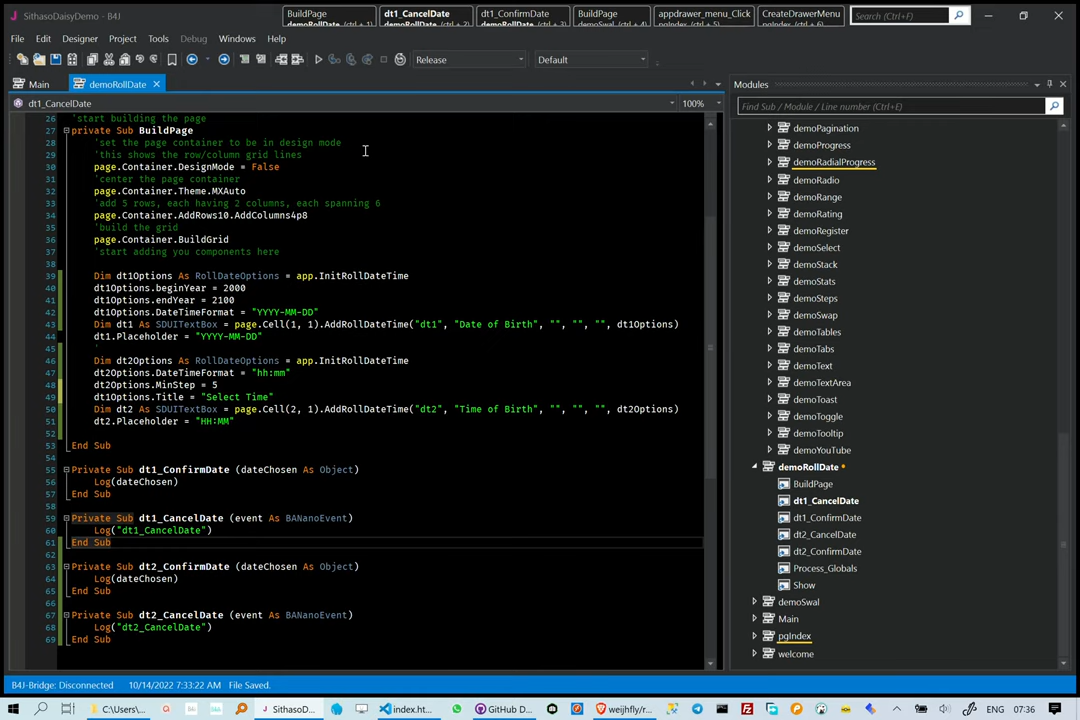 SithasoDaisyDemo - B4J
BuildPage
demoRollDate (ctrl + 1)
dt1_CancelDate
(ctrl + 2)
dt1_ConfirmDate
(ctrl + 3)
BuildPage
demoSwal (ctrl + 4)
appdrawer_menu_Click
pgIndex (ctrl + 5)
CreateDrawerMenu
pgIndex (ctrl + 6)
Search (Ctrl+E)
File Edit Designer Project Tools Debug Windows Help
Release
Default
Main
demoRollDate
dt1_CancelDate
100%
26 'start building the page
27 private Sub BuildPage
28 'set the page container to be in design mode
29 'this shows the row/column grid lines
30 page.Container.DesignMode = False
31 'center the page container
32 page.Container.Theme.MXAuto
33 'add 5 rows, each having 2 columns, each spanning 6
34 page.Container.AddRows10.AddColumns4p8
35 'build the grid
36 page.Container.BuildGrid
37 'start adding you components here
38
39 Dim dt1Options As RollDateOptions = app.InitRollDateTime
40 dt1Options.beginYear = 2000
41 dt1Options.endYear = 2100
42 dt1Options.DateTimeFormat = "YYYY-MM-DD"
43 Dim dt1 As SDUITextBox = page.Cell(1, 1).AddRollDateTime("dt1", "Date of Birth", "", "", "", dt1Options)
44 dt1.Placeholder = "YYYY-MM-DD"
45 '
46 Dim dt2Options As RollDateOptions = app.InitRollDateTime
47 dt2Options.DateTimeFormat = "hh:mm"
48 dt2Options.MinStep = 5
49 dt1Options.Title = "Select Time"
50 Dim dt2 As SDUITextBox = page.Cell(2, 1).AddRollDateTime("dt2", "Time of Birth", "", "", "", dt2Options)
51 dt2.Placeholder = "HH:MM"
52
53 End Sub
54
55 Private Sub dt1_ConfirmDate (dateChosen As Object)
56 Log(dateChosen)
57 End Sub
58
59 Private Sub dt1_CancelDate (event As BANanoEvent)
60 Log("dt1_CancelDate")
61 End Sub
62
63 Private Sub dt2_ConfirmDate (dateChosen As Object)
64 Log(dateChosen)
65 End Sub
66
67 Private Sub dt2_CancelDate (event As BANanoEvent)
68 Log("dt2_CancelDate")
69 End Sub
Modules
Find Sub / Module / Line number (Ctrl+F)
demoPagination
demoProgress
demoRadialProgress
demoRadio
demoRange
demoRating
demoRegister
demoSelect
demoStack
demoStats
demoSteps
demoSwap
demoTables
demoTabs
demoText
demoTextArea
demoToast
demoToggle
demoTooltip
demoYouTube
demoRollDate
BuildPage
dt1_CancelDate
dt1_ConfirmDate
dt2_CancelDate
dt2_ConfirmDate
Process_Globals
Show
demoSwal
Main
pgIndex
welcome
B4J-Bridge: Disconnected 10/14/2022 7:33:22 AM File Saved.
C:\Users\...
SithasoD...
index.ht...
GitHub D...
weijhfly/r...
ENG
07:36